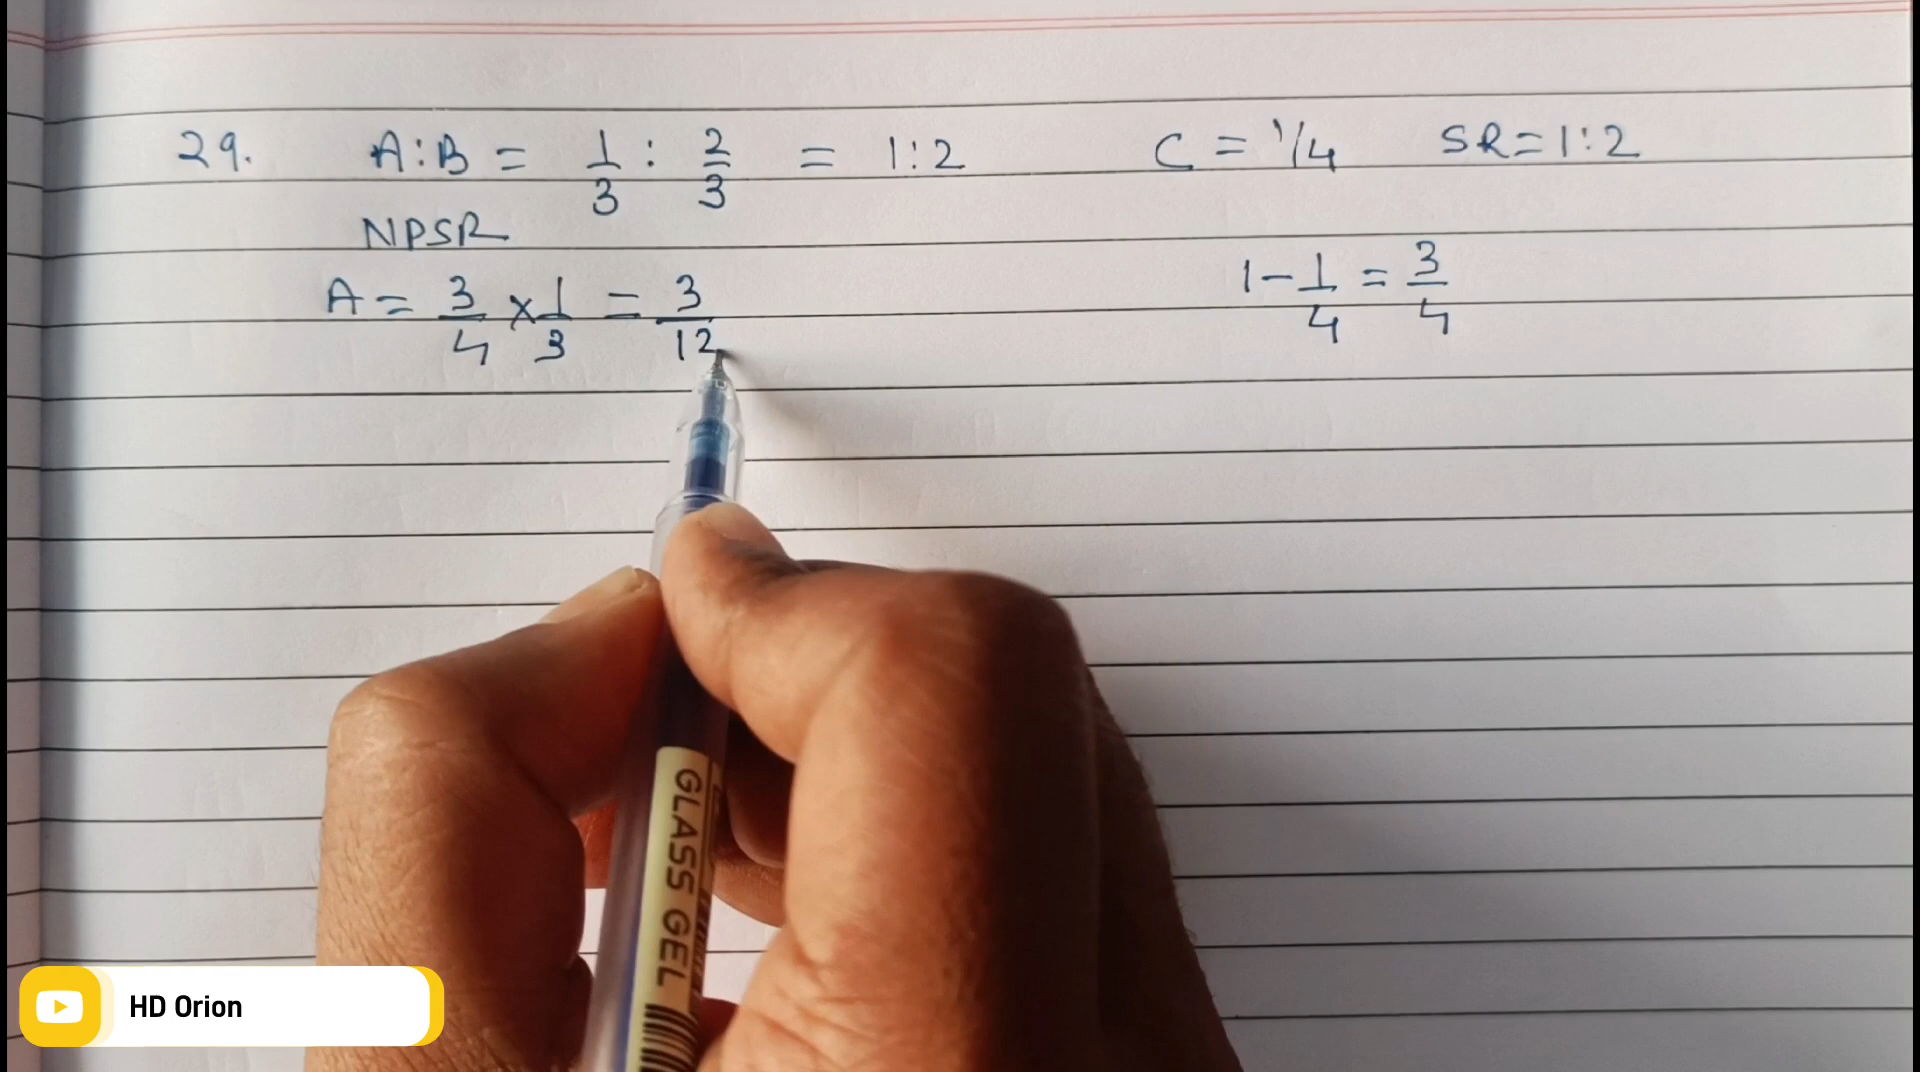 29. A:B = 1/3 : 2/3 = 1:2 C = 1/4 SR=1:2
NPSR
1-1/4 = 3/4
A = 3/4 × 1/3 = 3/12
GLASS GEL
HD Orion